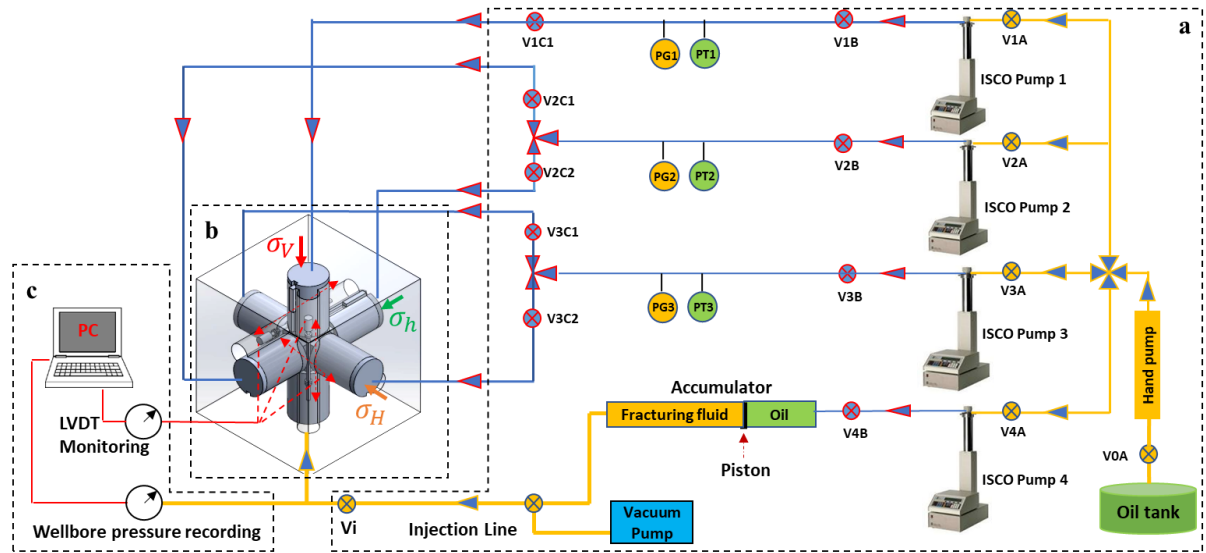 a
V1C1
PG1
PT1
V1B
V1A
ISCO Pump 1
V2C1
V2C2
PG2
PT2
V2B
V2A
ISCO Pump 2
b
σV
σh
σH
V3C1
V3C2
PG3
PT3
V3B
V3A
ISCO Pump 3
Hand pump
c
PC
LVDT
Monitoring
Accumulator
Fracturing fluid
Oil
Piston
V4B
V4A
ISCO Pump 4
V0A
Oil tank
Wellbore pressure recording
Vi
Injection Line
Vacuum
Pump